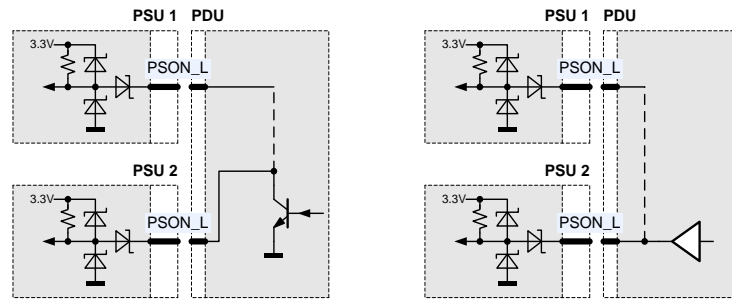 PSU 1 PDU
3.3V
PSON_L
PSU 2
3.3V
PSON_L
PSU 1 PDU
3.3V
PSON_L
PSU 2
3.3V
PSON_L